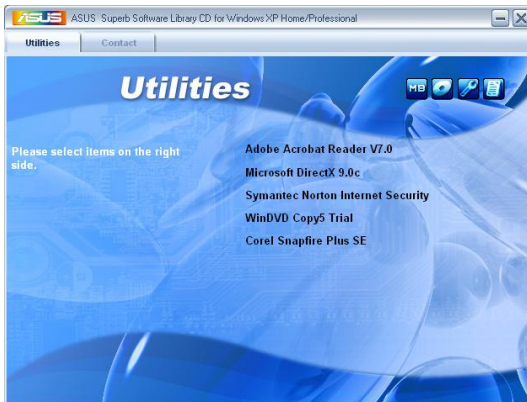 ASUS ASUS Superb Software Library CD for Windows XP Home/Professional
Utilities Contact
Utilities
MB
Please select items on the right
side.
Adobe Acrobat Reader V7.0
Microsoft DirectX 9.0c
Symantec Norton Internet Security
WinDVD Copy5 Trial
Corel Snapfire Plus SE